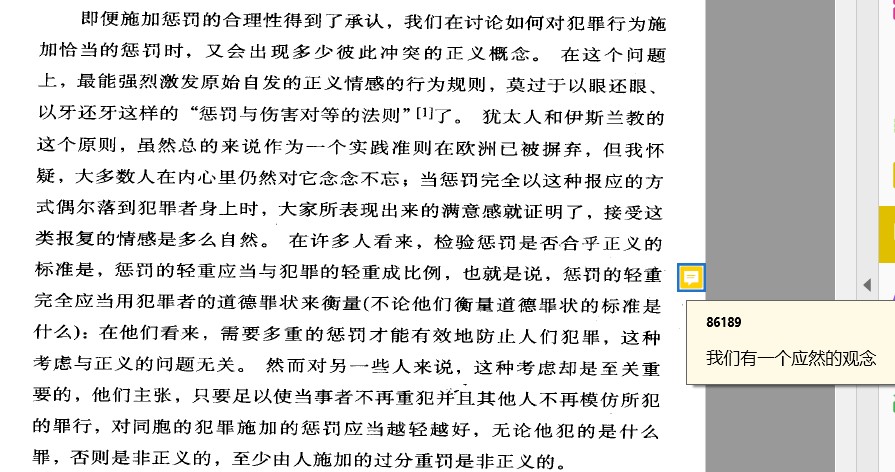 即便施加惩罚的合理性得到了承认，我们在讨论如何对犯罪行为施
加恰当的惩罚时，又会出现多少彼此冲突的正义概念。在这个问题
上，最能强烈激发原始自发的正义情感的行为规则，莫过于以眼还眼、
以牙还牙这样的“惩罚与伤害对等的法则”[1]了。犹太人和伊斯兰教的
这个原则，虽然总的来说作为一个实践准则在欧洲已被摒弃，但我怀
疑，大多数人在内心里仍然对它念念不忘；当惩罚完全以这种报应的方
式偶尔落到犯罪者身上时，大家所表现出来的满意感就证明了，接受这
类报复的情感是多么自然。在许多人看来，检验惩罚是否合乎正义的
标准是，惩罚的轻重应当与犯罪的轻重成比例，也就是说，惩罚的轻重
完全应当用犯罪者的道德罪状来衡量(不论他们衡量道德罪状的标准是
什么)：在他们看来，需要多重的惩罚才能有效地防止人们犯罪，这种
考虑与正义的问题无关。然而对另一些人来说，这种考虑却是至关重
要的，他们主张，只要足以使当事者不再重犯并且其他人不再模仿所犯
的罪行，对同胞的犯罪施加的惩罚应当越轻越好，无论他犯的是什么
罪，否则是非正义的，至少由人施加的过分重罚是非正义的。
86189
我们有一个应然的观念